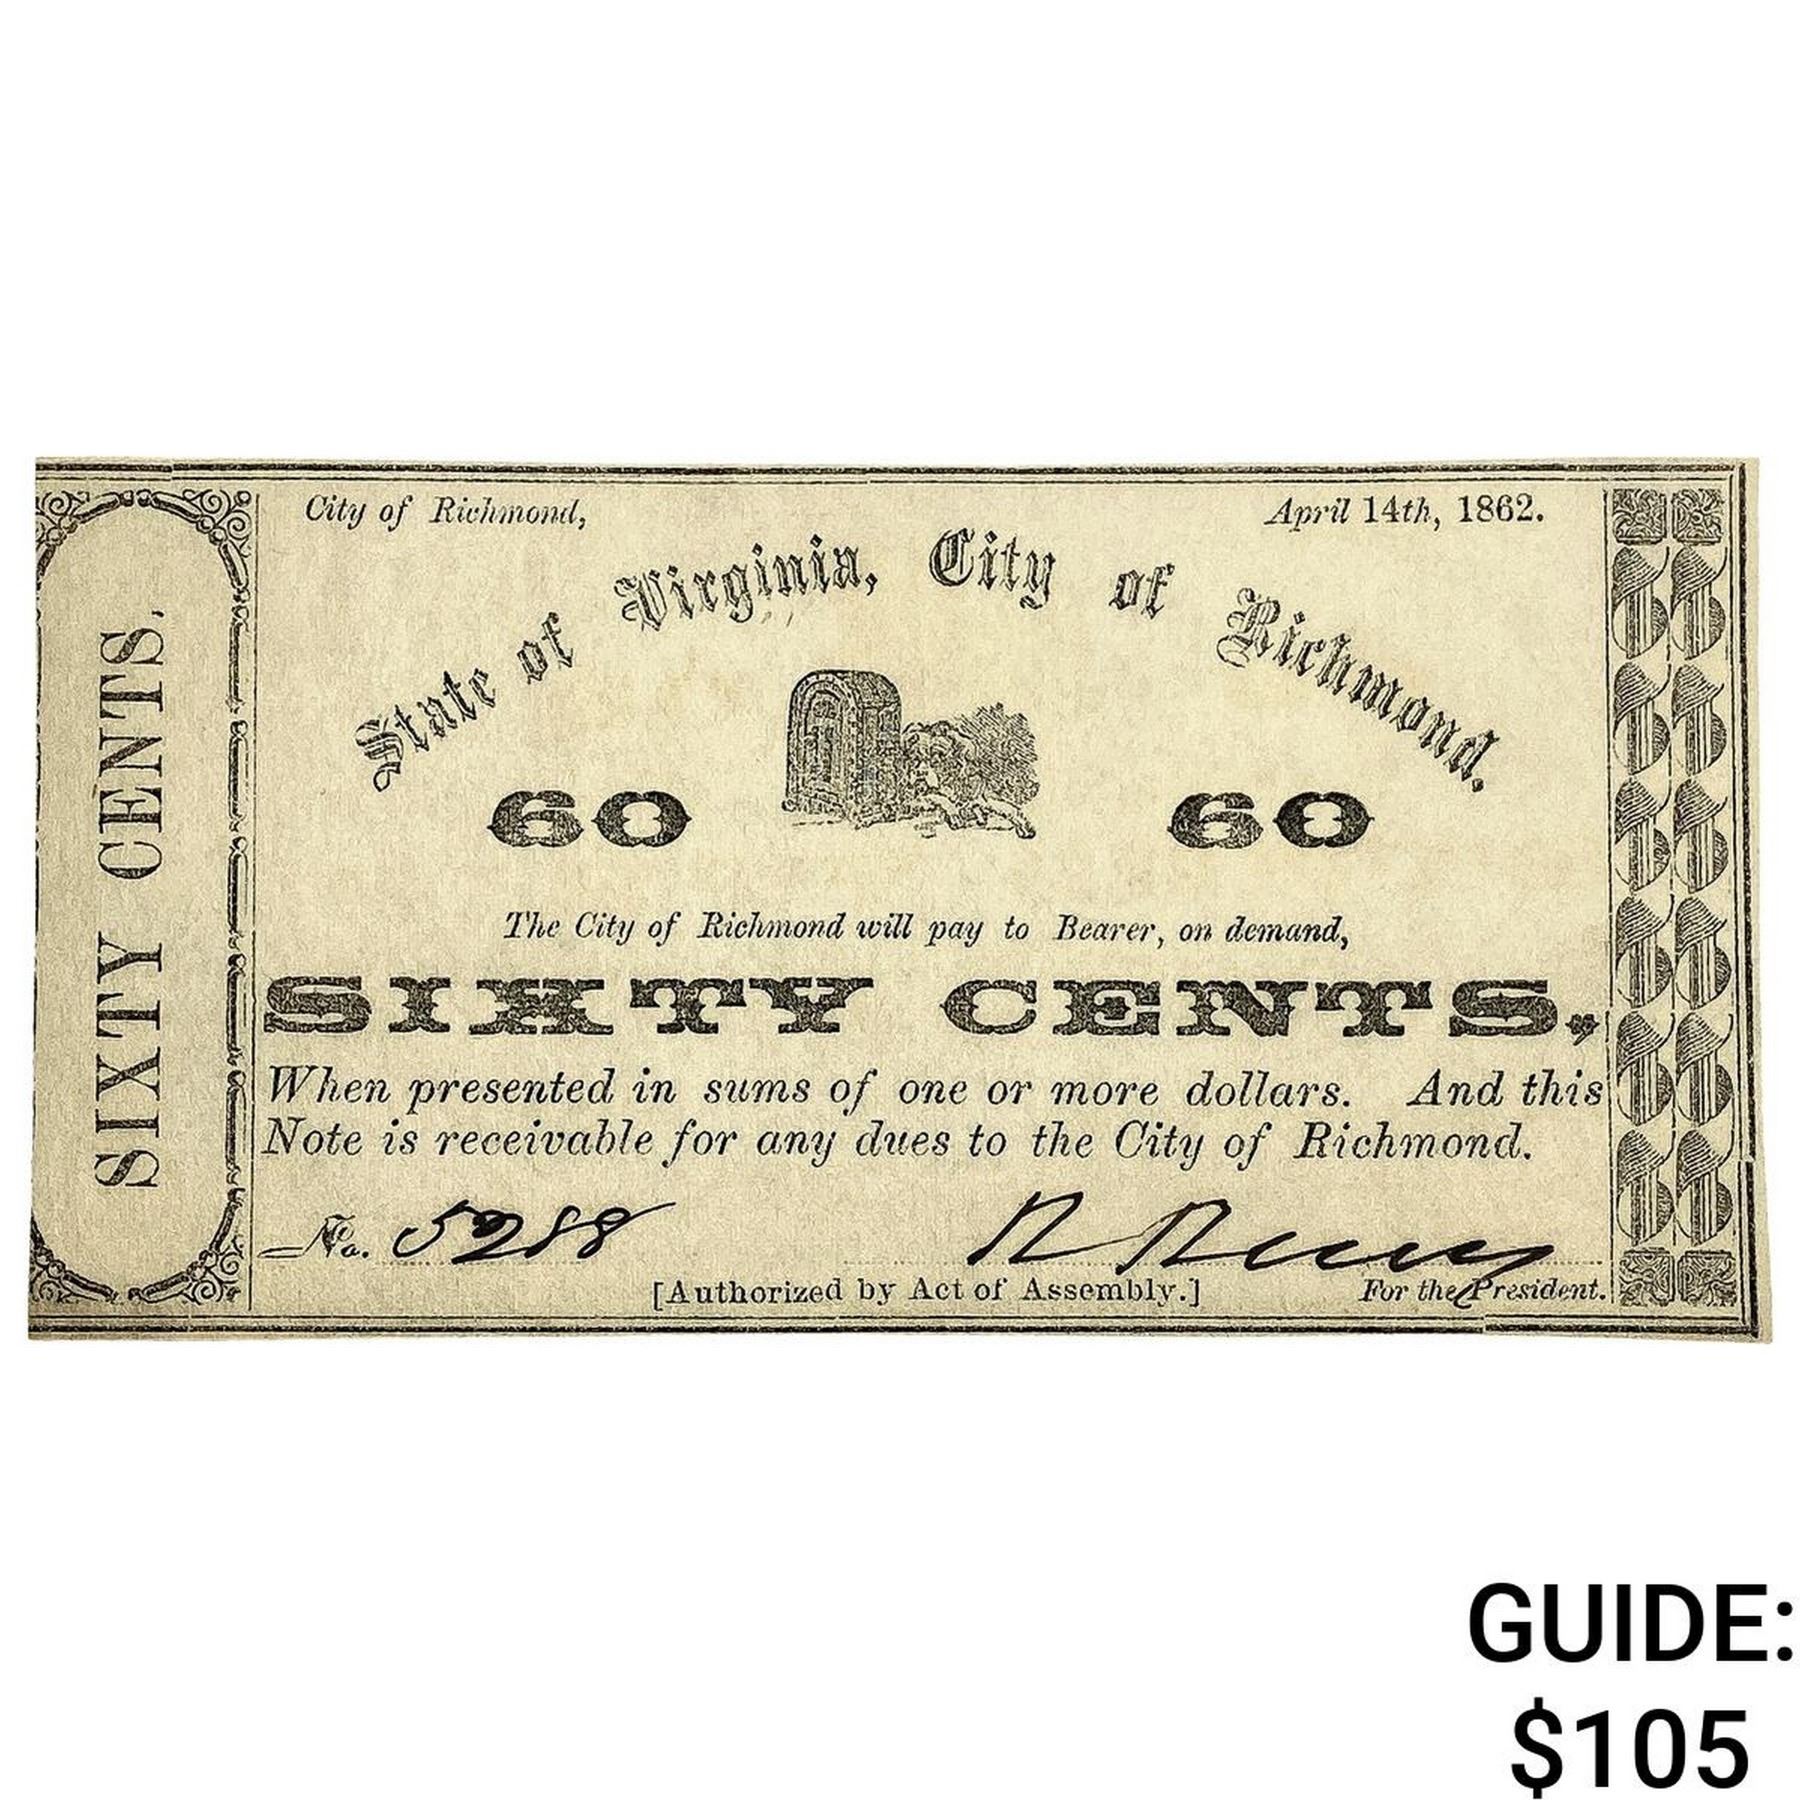 City of Richmond, April 14th, 1862.
State of Virginia, City of Richmond.
60 60
The City of Richmond will pay to Bearer, on demand,
SIXTY CENTS,
When presented in sums of one or more dollars. And this
Note is receivable for any dues to the City of Richmond.
No. 5288
[Authorized by Act of Assembly.] For the President.
SIXTY CENTS.
GUIDE:
$105